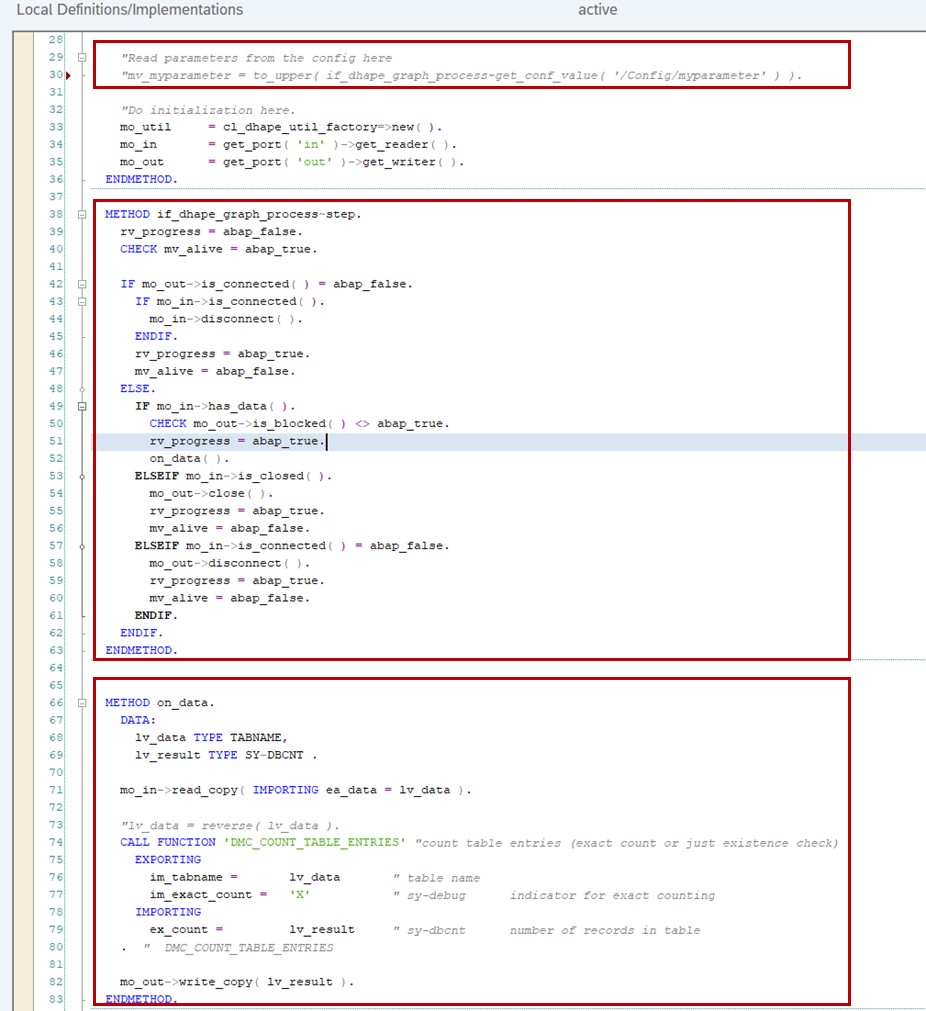 Local Definitions/Implementations active
28
29 "Read parameters from the config here
30 "mv_myparameter = to_upper( if_dhape_graph_process~get_conf_value( '/Config/myparameter' ) ).
31
32 "Do initialization here.
33 mo_util     = cl_dhape_util_factory=>new( ).
34 mo_in       = get_port( 'in' )->get_reader( ).
35 mo_out      = get_port( 'out' )->get_writer( ).
36 ENDMETHOD.
37
38 METHOD if_dhape_graph_process~step.
39 rv_progress = abap_false.
40 CHECK mv_alive = abap_true.
41
42 IF mo_out->is_connected( ) = abap_false.
43 IF mo_in->is_connected( ).
44 mo_in->disconnect( ).
45 ENDIF.
46 rv_progress = abap_true.
47 mv_alive = abap_false.
48 ELSE.
49 IF mo_in->has_data( ).
50 CHECK mo_out->is_blocked( ) <> abap_true.
51 rv_progress = abap_true.
52 on_data( ).
53 ELSEIF mo_in->is_closed( ).
54 mo_out->close( ).
55 rv_progress = abap_true.
56 mv_alive = abap_false.
57 ELSEIF mo_in->is_connected( ) = abap_false.
58 mo_out->disconnect( ).
59 rv_progress = abap_true.
60 mv_alive = abap_false.
61 ENDIF.
62 ENDIF.
63 ENDMETHOD.
64
65
66 METHOD on_data.
67 DATA:
68 lv_data TYPE TABNAME,
69 lv_result TYPE SY-DBCNT .
70
71 mo_in->read_copy( IMPORTING ea_data = lv_data ).
72
73 "lv_data = reverse( lv_data ).
74 CALL FUNCTION 'DMC_COUNT_TABLE_ENTRIES' "count table entries (exact count or just existence check)
75 EXPORTING
76 im_tabname =       lv_data       " table name
77 im_exact_count =   'X'           " sy-debug      indicator for exact counting
78 IMPORTING
79 ex_count =         lv_result     " sy-dbcnt      number of records in table
80 .  "  DMC_COUNT_TABLE_ENTRIES
81
82 mo_out->write_copy( lv_result ).
83 ENDMETHOD.